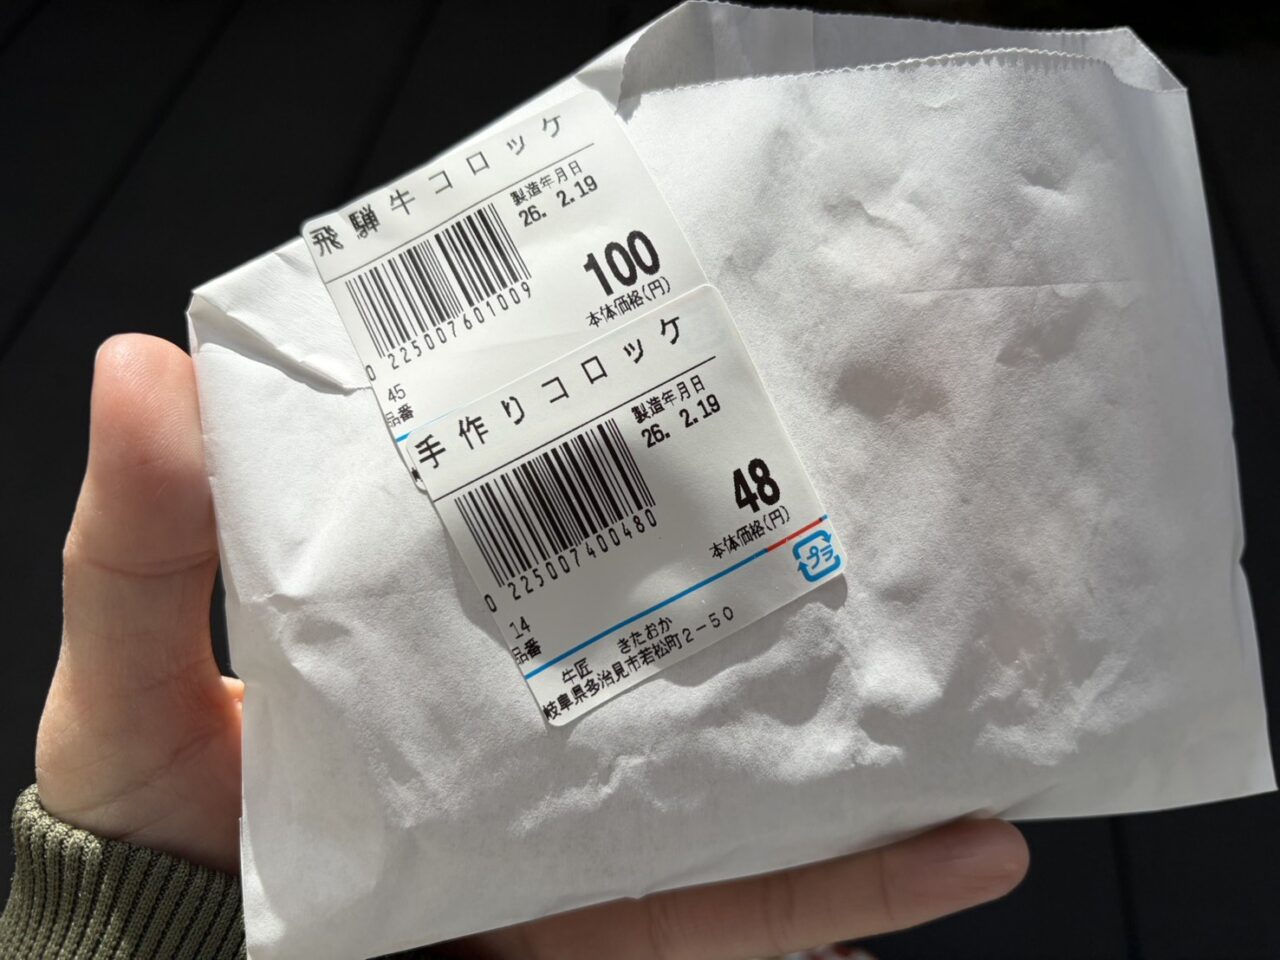 飛騨牛コロッケ
製造年月日
26. 2.19
100
本体価格(円)
0 225007601009
45
品番
手作りコロッケ
製造年月日
26. 2.19
48
本体価格(円)
0 225007400480
プラ
14
品番
牛匠 きたおか
岐阜県多治見市若松町2-50